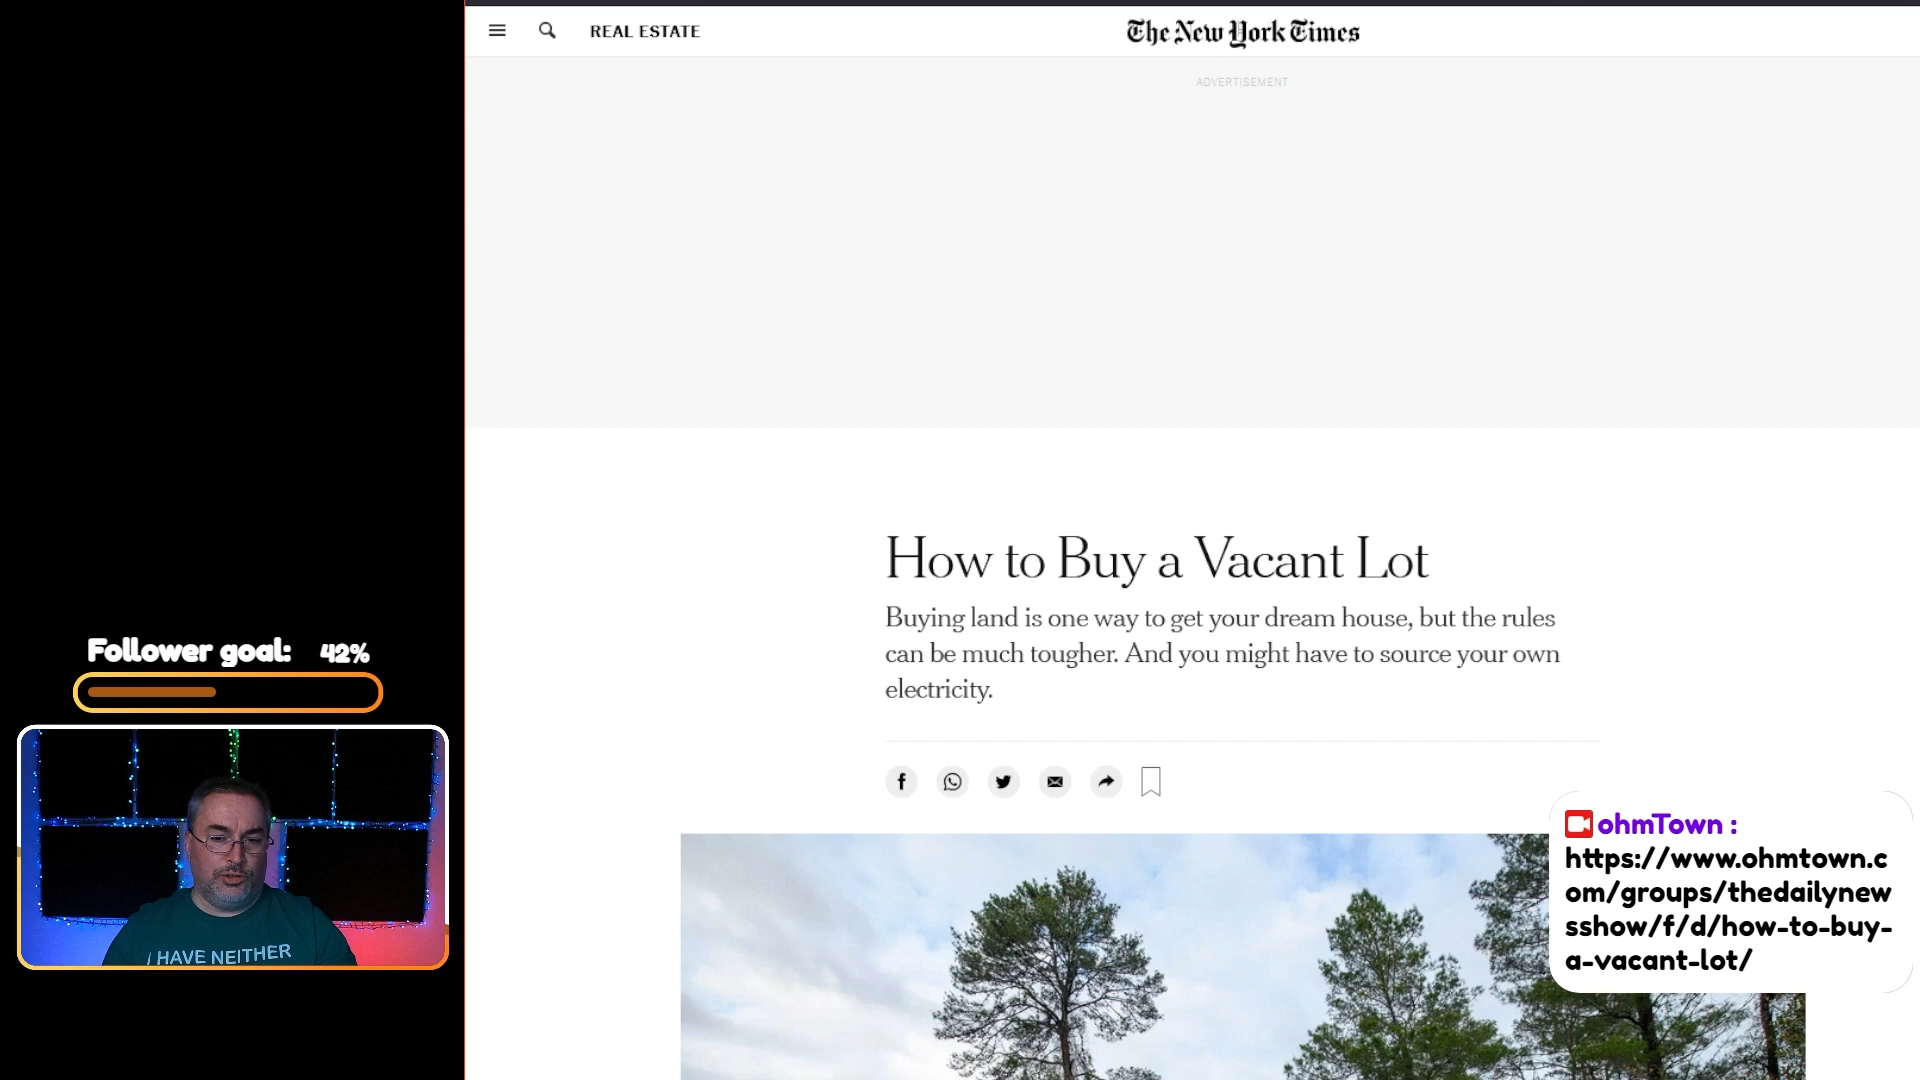 REAL ESTATE
The New York Times
ADVERTISEMENT
How to Buy a Vacant Lot
Buying land is one way to get your dream house, but the rules
can be much tougher. And you might have to source your own
electricity.
Follower goal: 42%
I HAVE NEITHER
ohmTown :
https://www.ohmtown.c
om/groups/thedailynew
sshow/f/d/how-to-buy-
a-vacant-lot/